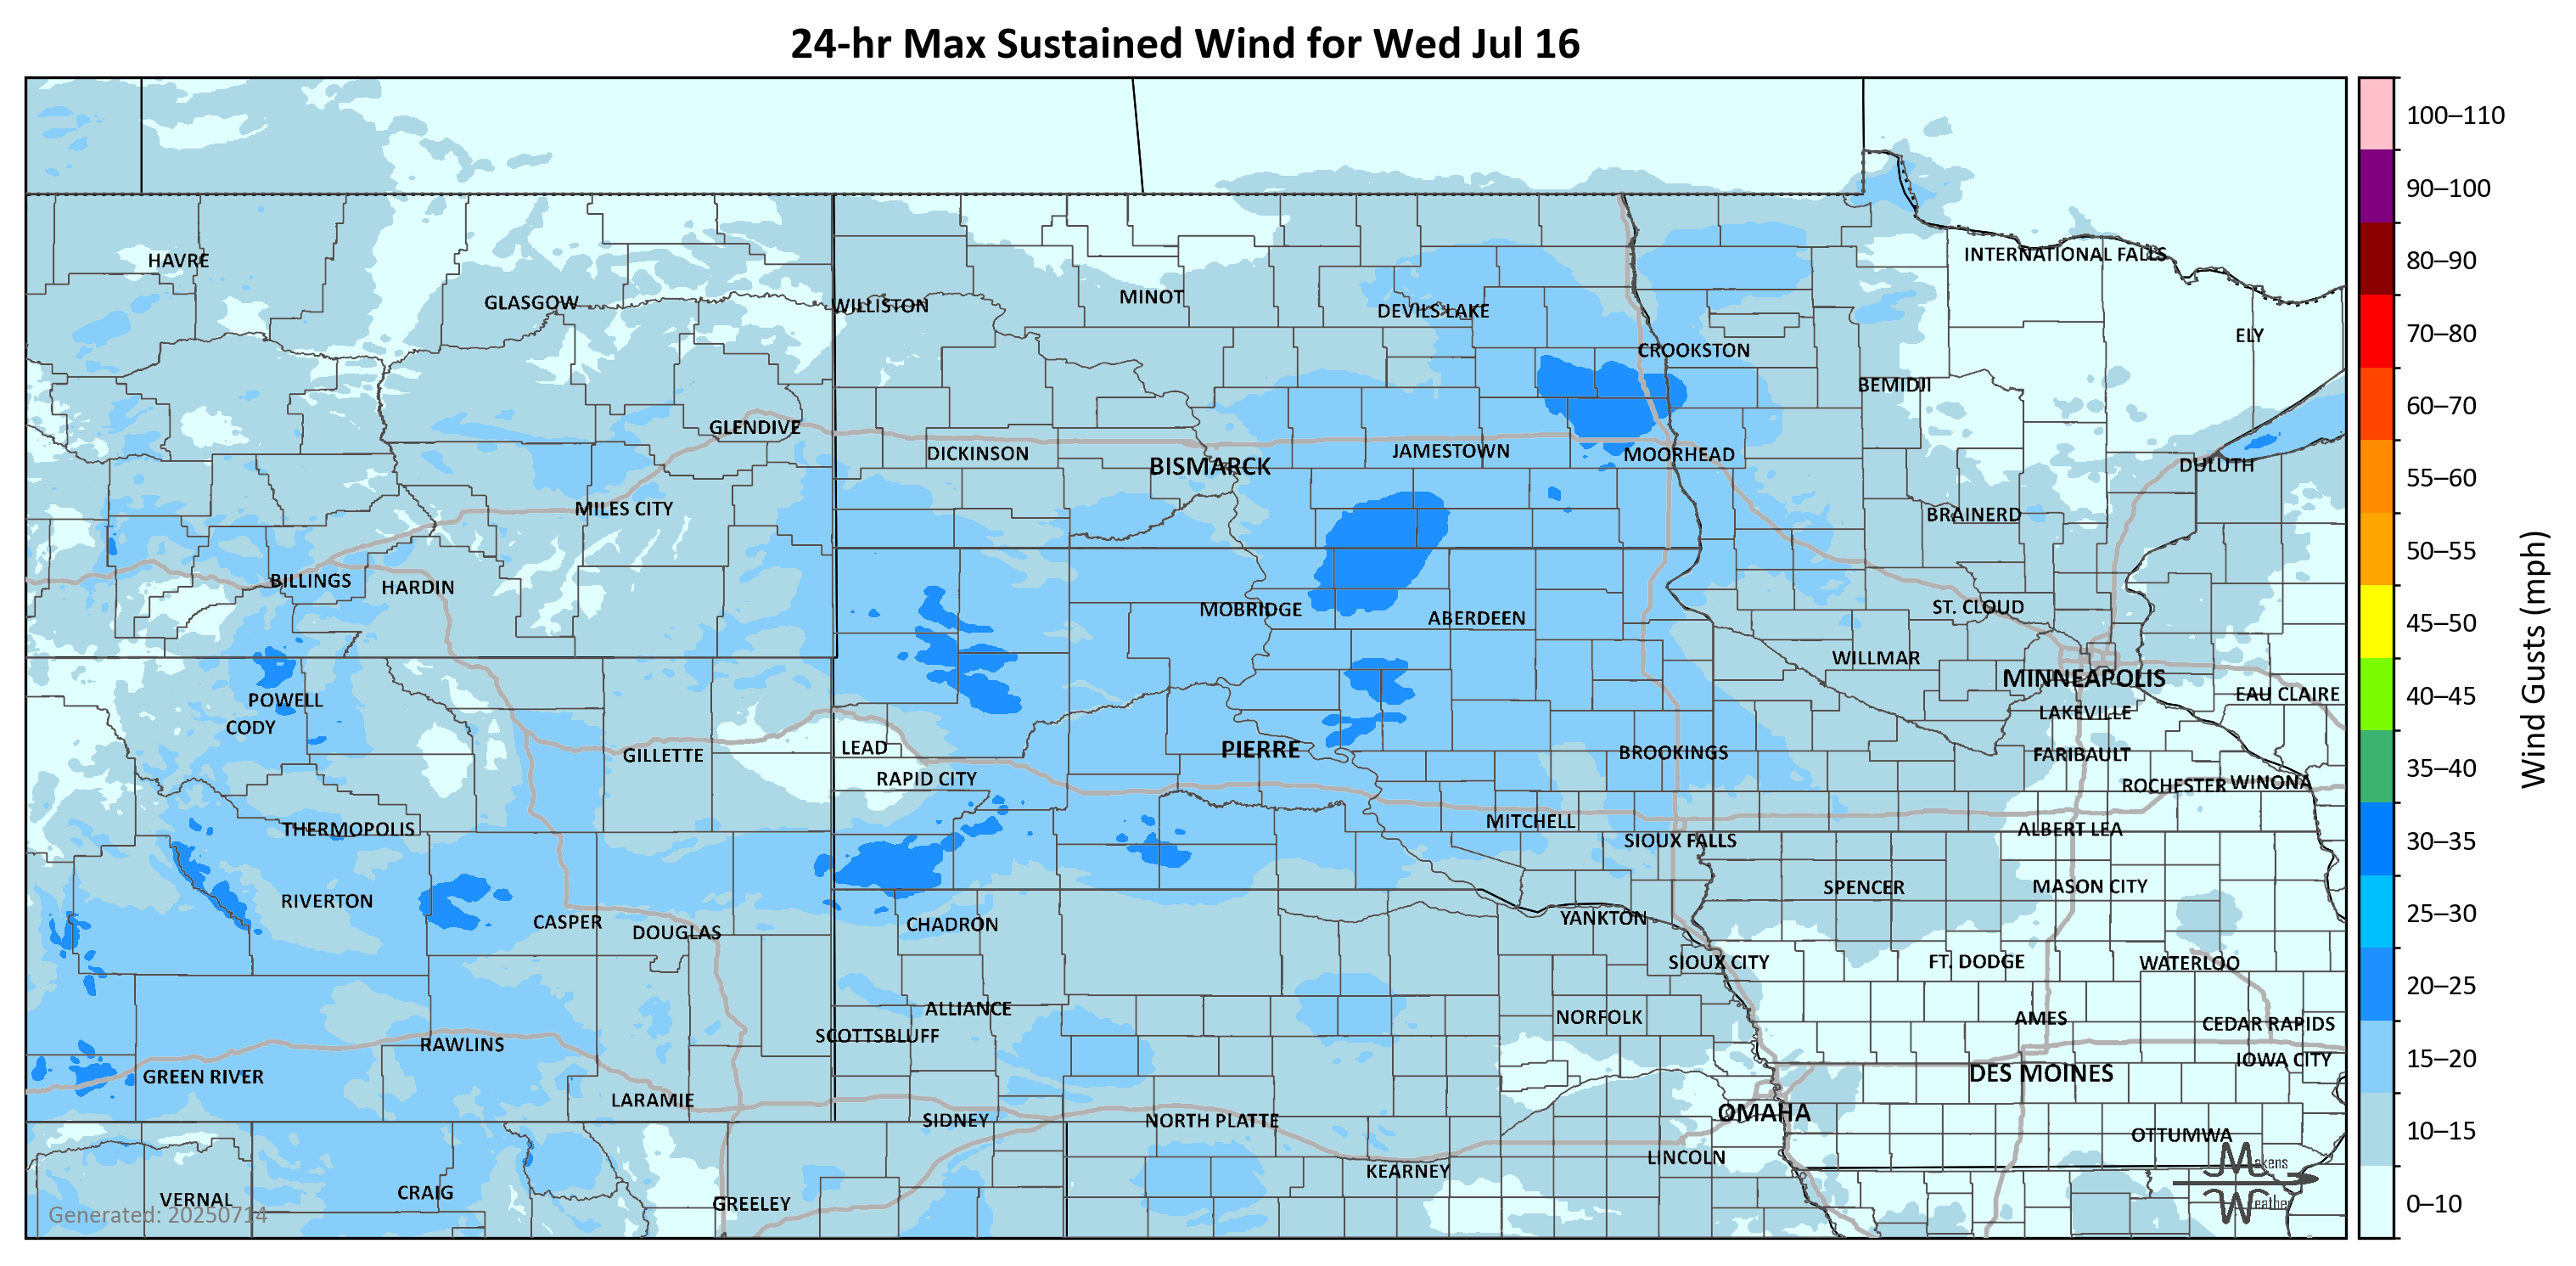 24-hr Max Sustained Wind for Wed Jul 16
100–110
90–100
80–90
70–80
60–70
55–60
50–55
45–50
40–45
35–40
30–35
25–30
20–25
15–20
10–15
0–10
Wind Gusts (mph)
INTERNATIONAL FALLS
HAVRE
GLASGOW
WILLISTON
MINOT
DEVILS LAKE
ELY
CROOKSTON
BEMIDJI
GLENDIVE
DICKINSON
BISMARCK
JAMESTOWN
MOORHEAD
DULUTH
MILES CITY
BRAINERD
BILLINGS
HARDIN
MOBRIDGE
ABERDEEN
ST. CLOUD
WILLMAR
MINNEAPOLIS
EAU CLAIRE
POWELL
CODY
LAKEVILLE
GILLETTE
LEAD
PIERRE
BROOKINGS
FARIBAULT
RAPID CITY
ROCHESTER
WINONA
THERMOPOLIS
MITCHELL
SIOUX FALLS
ALBERT LEA
RIVERTON
SPENCER
MASON CITY
CASPER
DOUGLAS
CHADRON
YANKTON
SIOUX CITY
FT. DODGE
WATERLOO
ALLIANCE
NORFOLK
AMES
CEDAR RAPIDS
SCOTTSBLUFF
RAWLINS
IOWA CITY
GREEN RIVER
DES MOINES
LARAMIE
SIDNEY
NORTH PLATTE
OMAHA
OTTUMWA
KEARNEY
LINCOLN
VERNAL
CRAIG
GREELEY
Generated: 20250714
Makens
Weather